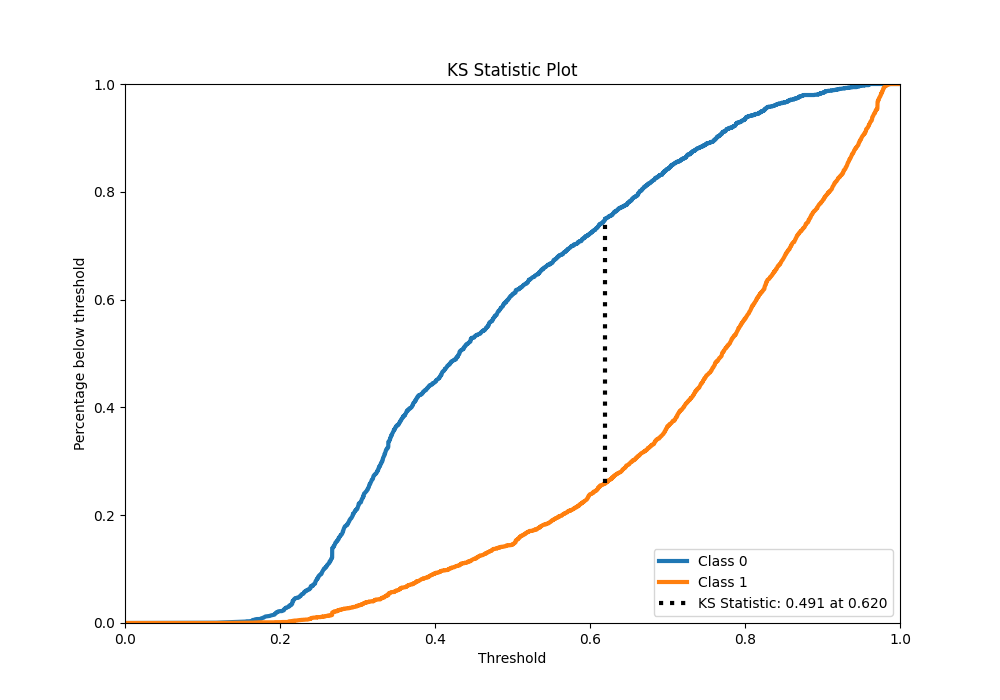 KS Statistic Plot
1.0
0.8
0.6
0.4
0.2
0.0
Percentage below threshold
0.0 0.2 0.4 0.6 0.8 1.0
Threshold
Class 0
Class 1
KS Statistic: 0.491 at 0.620